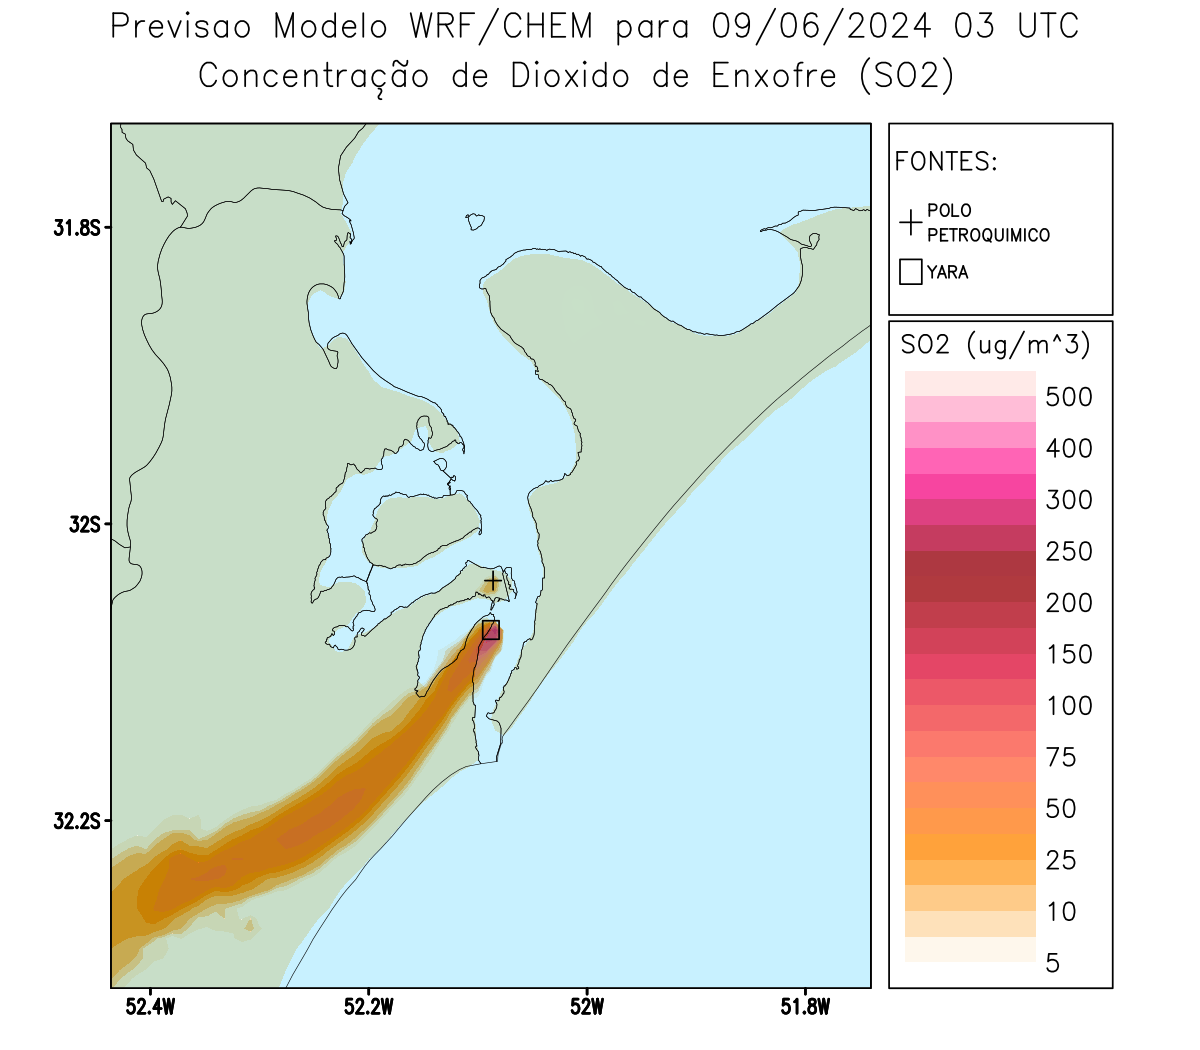 Previsao Modelo WRF/CHEM para 09/06/2024 03 UTC
Concentração de Dioxido de Enxofre (SO2)
FONTES:
POLO
PETROQUIMICO
YARA
SO2 (ug/m^3)
500
400
300
250
200
150
100
75
50
25
10
5
31.8S
32S
32.2S
52.4W
52.2W
52W
51.8W